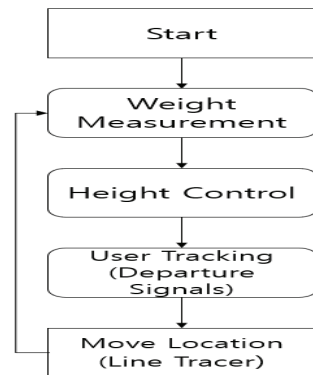 Start
Weight
Measurement
Height Control
User Tracking
(Departure
Signals)
Move Location
(Line Tracer)